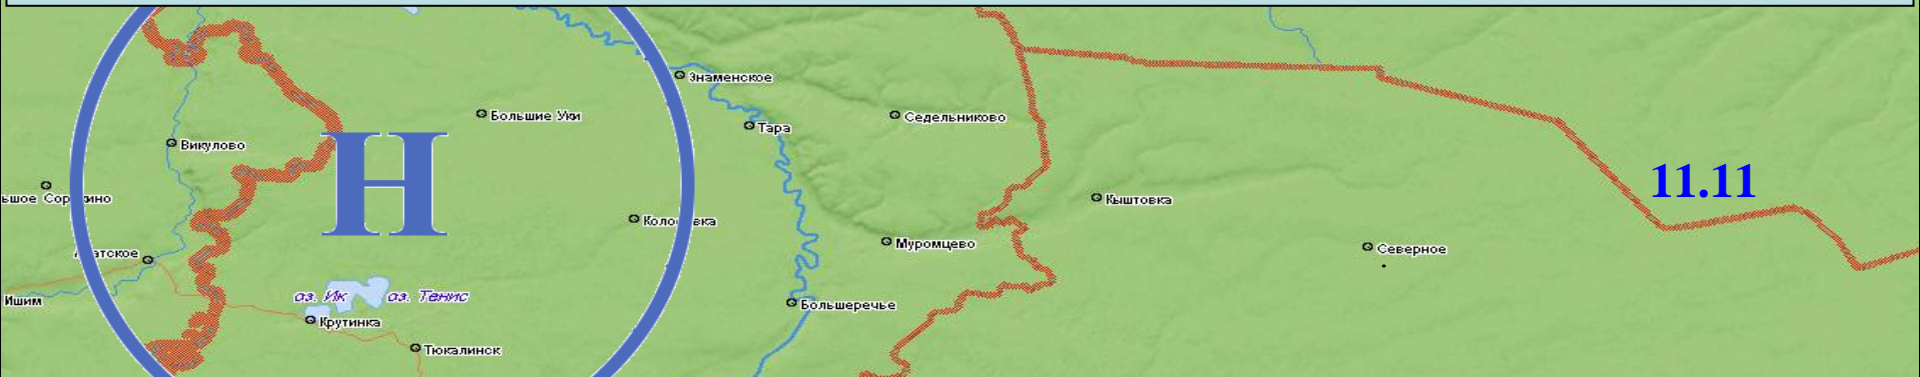 Знаменское
Большие Уки
Седельниково
Тара
Викулово
11.11
Н
Кыштовка
Муромцево
Северное
оз. Ик
оз. Тенис
Ишим
Большеречье
Крутинка
Тюкалинск